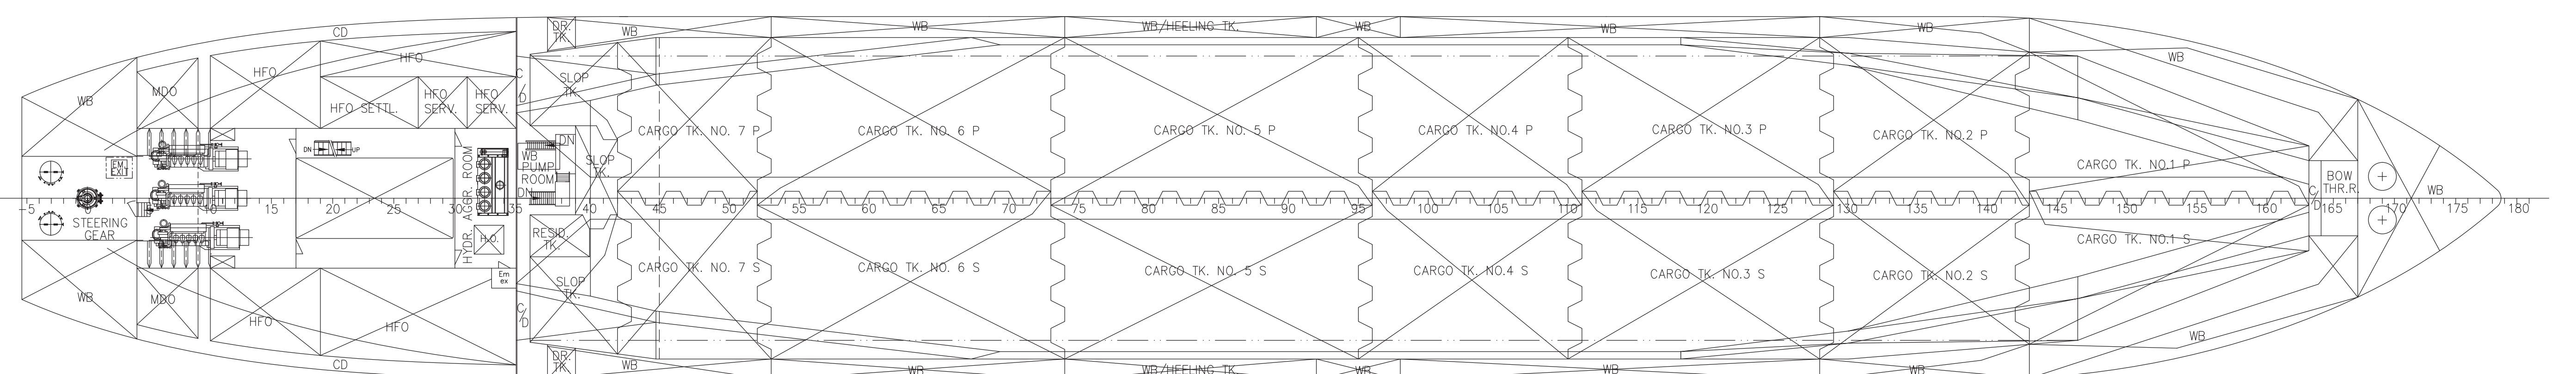 WB
WB/HEELING TK.
WB
WB
WB
DR.
TK.
WB
CD
WB
HFO
HFO
C/D
SLOP
TK.
WB
MDO
HFO SETTL.
HFO
SERV.
HFO
SERV.
CARGO TK. NO. 7 P
CARGO TK. NO. 6 P
CARGO TK. NO. 5 P
CARGO TK. NO.4 P
CARGO TK. NO.3 P
CARGO TK. NO.2 P
CARGO TK. NO.1 P
DN
UP
DN
WB
PUMP
ROOM
DN
SLOP
TK.
EM.
EXIT
HYDR. AGGR. ROOM
BOW
THR.R.
WB
C/D
-5 0 10 15 20 25 30 35 40 45 50 55 60 65 70 75 80 85 90 95 100 105 110 115 120 125 130 135 140 145 150 155 160 165 170 175 180
STEERING
GEAR
H.O.
RESID.
TK.
CARGO TK. NO. 7 S
CARGO TK. NO. 6 S
CARGO TK. NO. 5 S
CARGO TK. NO.4 S
CARGO TK. NO.3 S
CARGO TK. NO.2 S
CARGO TK. NO.1 S
Em
ex
SLOP
TK.
WB
MDO
HFO
HFO
C/D
WB
CD
DR.
TK.
WB
WB
WB/HEELING TK.
WB
WB
WB